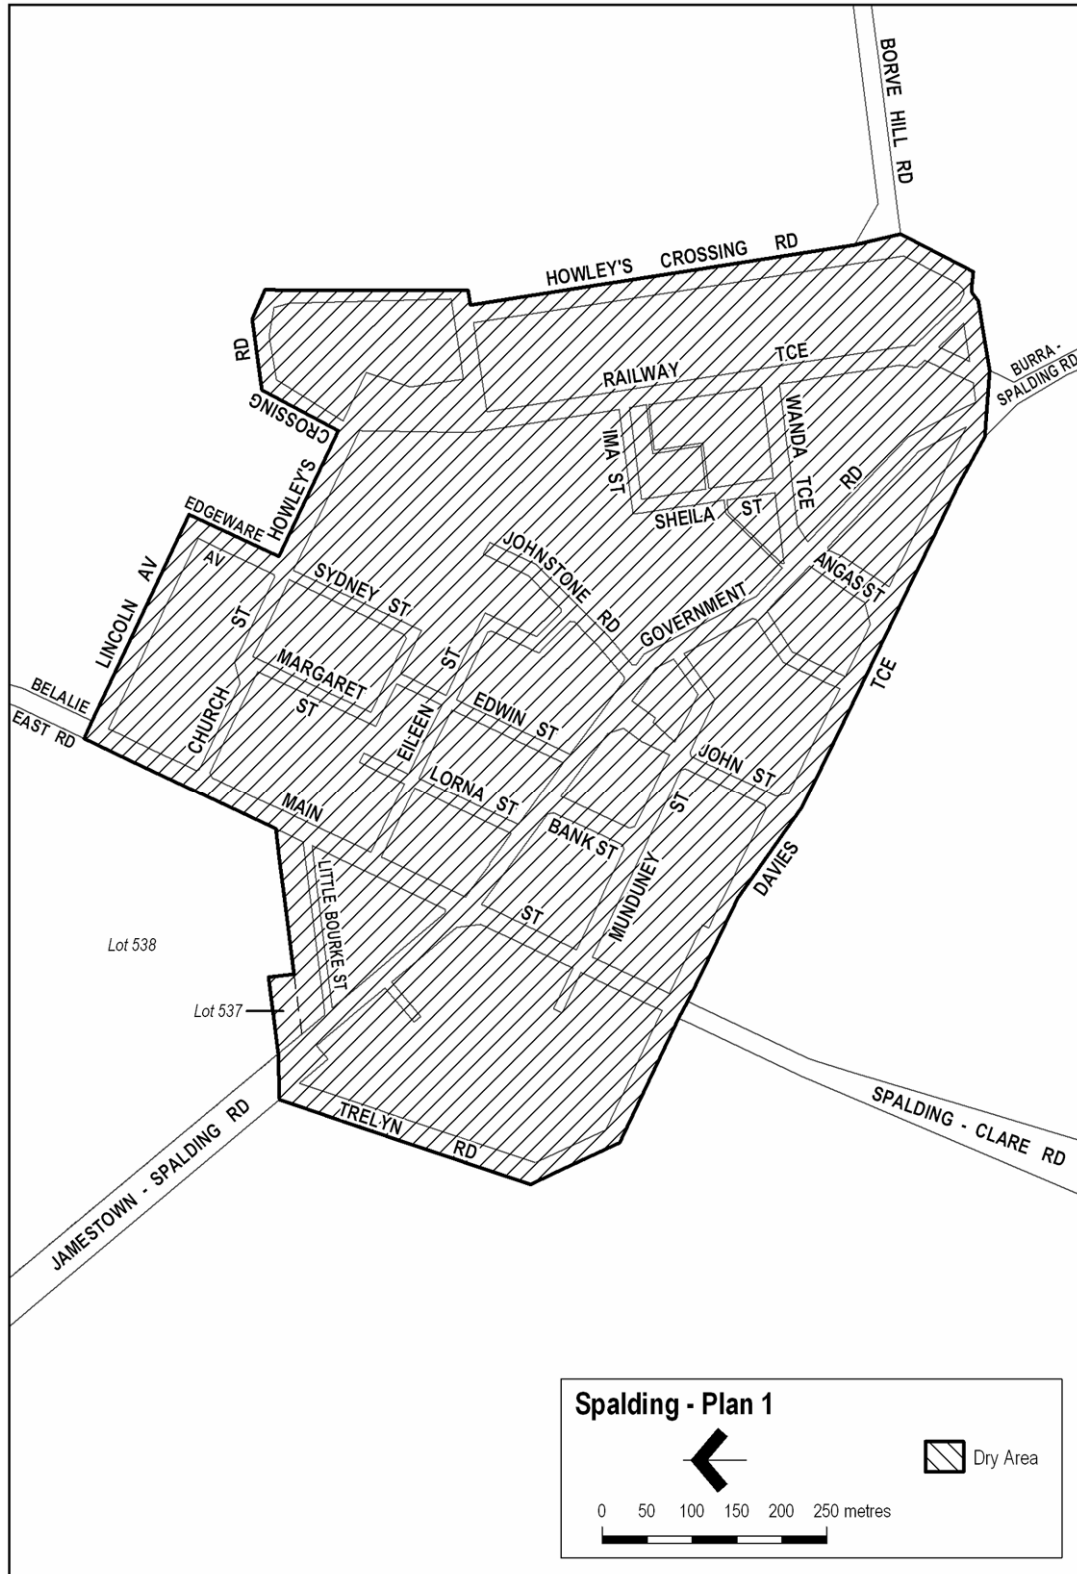 BORVE HILL RD
HOWLEY'S CROSSING RD
RD
CROSSING
HOWLEY'S
RAILWAY TCE
BURRA -
SPALDING RD
IMA ST
WANDA TCE
SHEILA ST
RD
EDGEWARE
AV
LINCOLN AV
SYDNEY ST
JOHNSTONE RD
GOVERNMENT
ANGAS ST
ST
MARGARET
ST
ST
EDWIN ST
TCE
BELALIE
EAST RD
CHURCH
EILEEN
LORNA ST
JOHN ST
MAIN
ST
BANK ST
ST
MUNDUNEY
DAVIES
LITTLE BOURKE ST
Lot 538
Lot 537
TRELYN RD
JAMESTOWN - SPALDING RD
SPALDING - CLARE RD
Spalding - Plan 1
Dry Area
0 50 100 150 200 250 metres